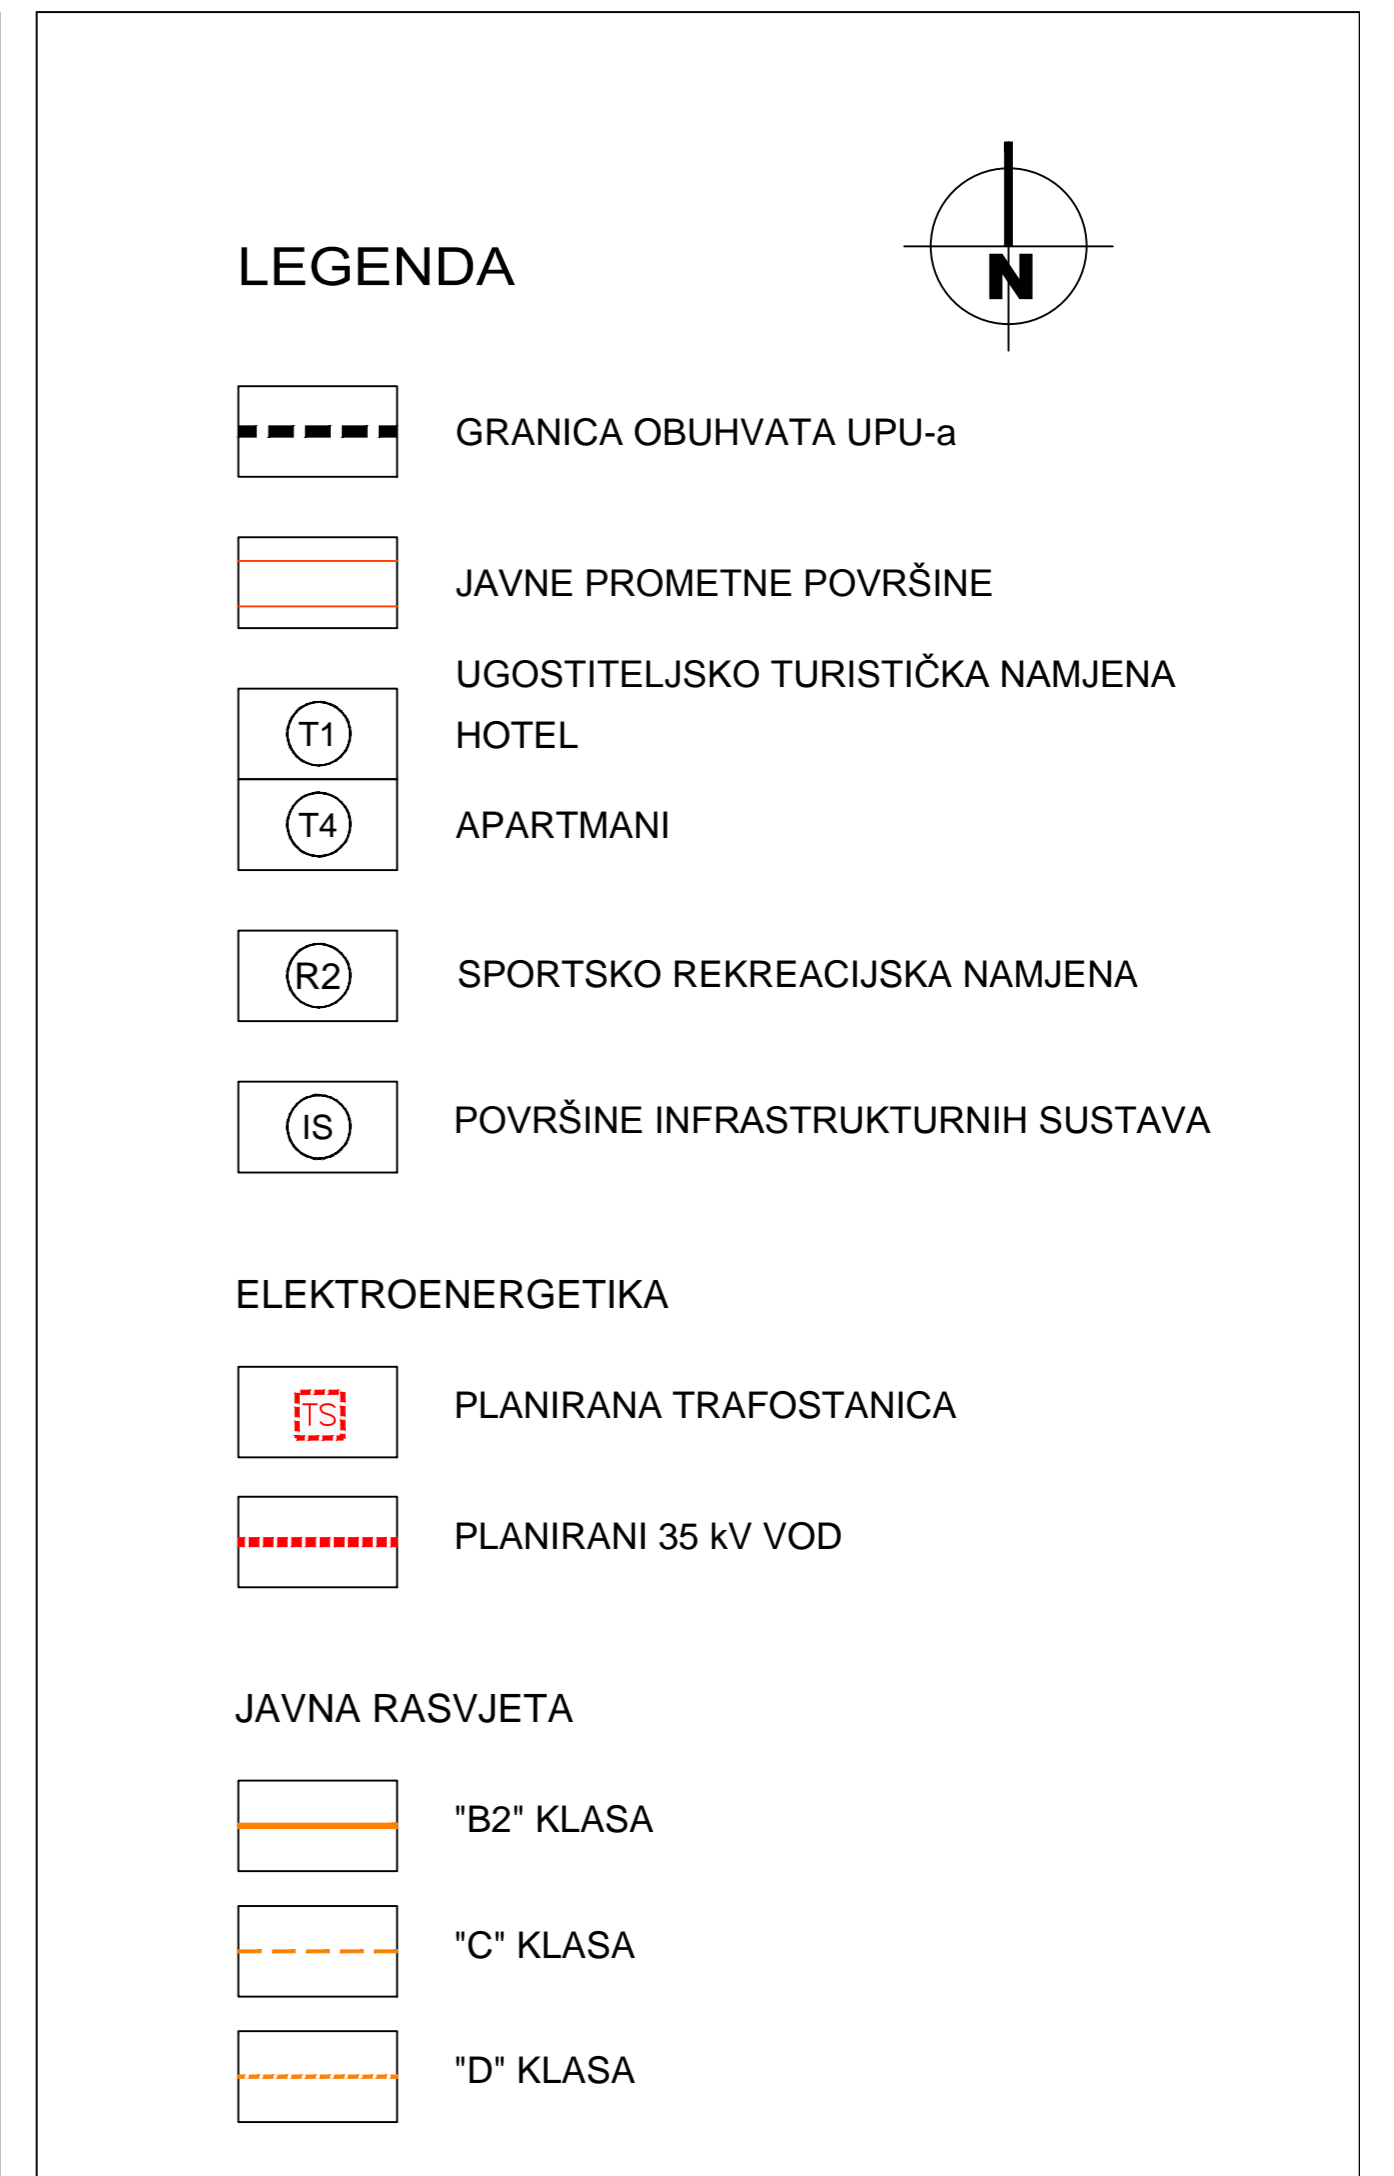 N
LEGENDA
GRANICA OBUHVATA UPU-a
JAVNE PROMETNE POVRŠINE
UGOSTITELJSKO TURISTIČKA NAMJENA
T1 HOTEL
T4 APARTMANI
R2 SPORTSKO REKREACIJSKA NAMJENA
IS POVRŠINE INFRASTRUKTURNIH SUSTAVA
ELEKTROENERGETIKA
TS PLANIRANA TRAFOSTANICA
PLANIRANI 35 kV VOD
JAVNA RASVJETA
"B2" KLASA
"C" KLASA
"D" KLASA